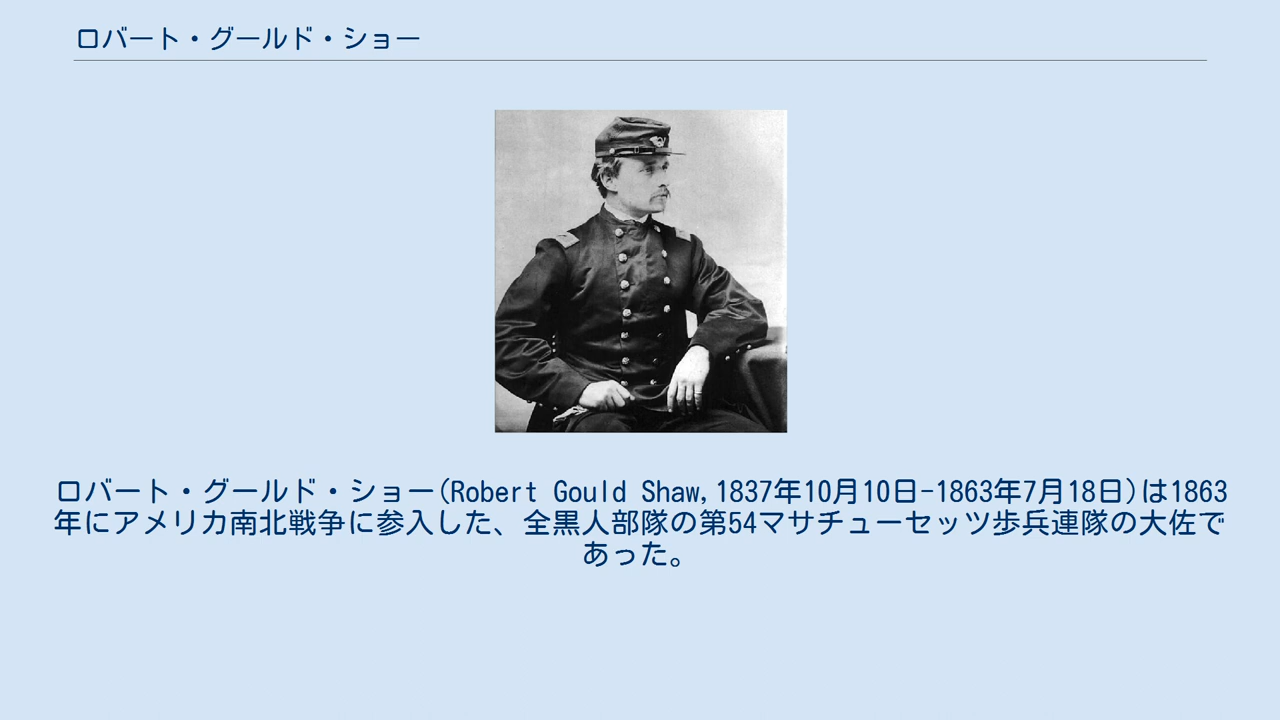 ロバート・グールド・ショー
ロバート・グールド・ショー(Robert Gould Shaw,1837年10月10日-1863年7月18日)は1863
年にアメリカ南北戦争に参入した、全黒人部隊の第54マサチューセッツ歩兵連隊の大佐で
あった。